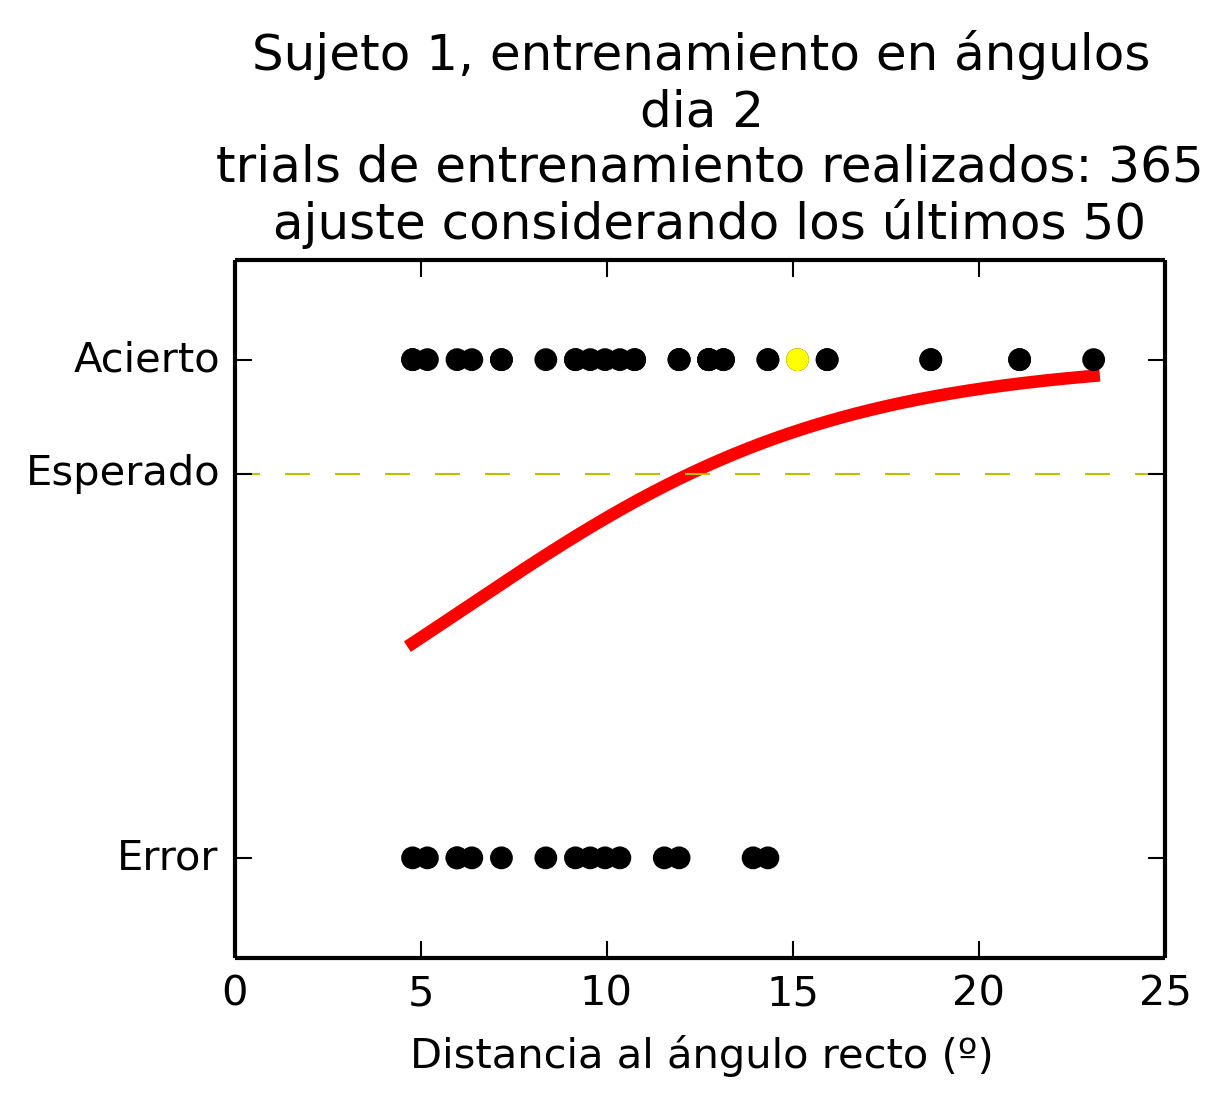 Sujeto 1, entrenamiento en ángulos
dia 2
trials de entrenamiento realizados: 365
ajuste considerando los últimos 50
Acierto
Esperado
Error
0 5 10 15 20 25
Distancia al ángulo recto (º)